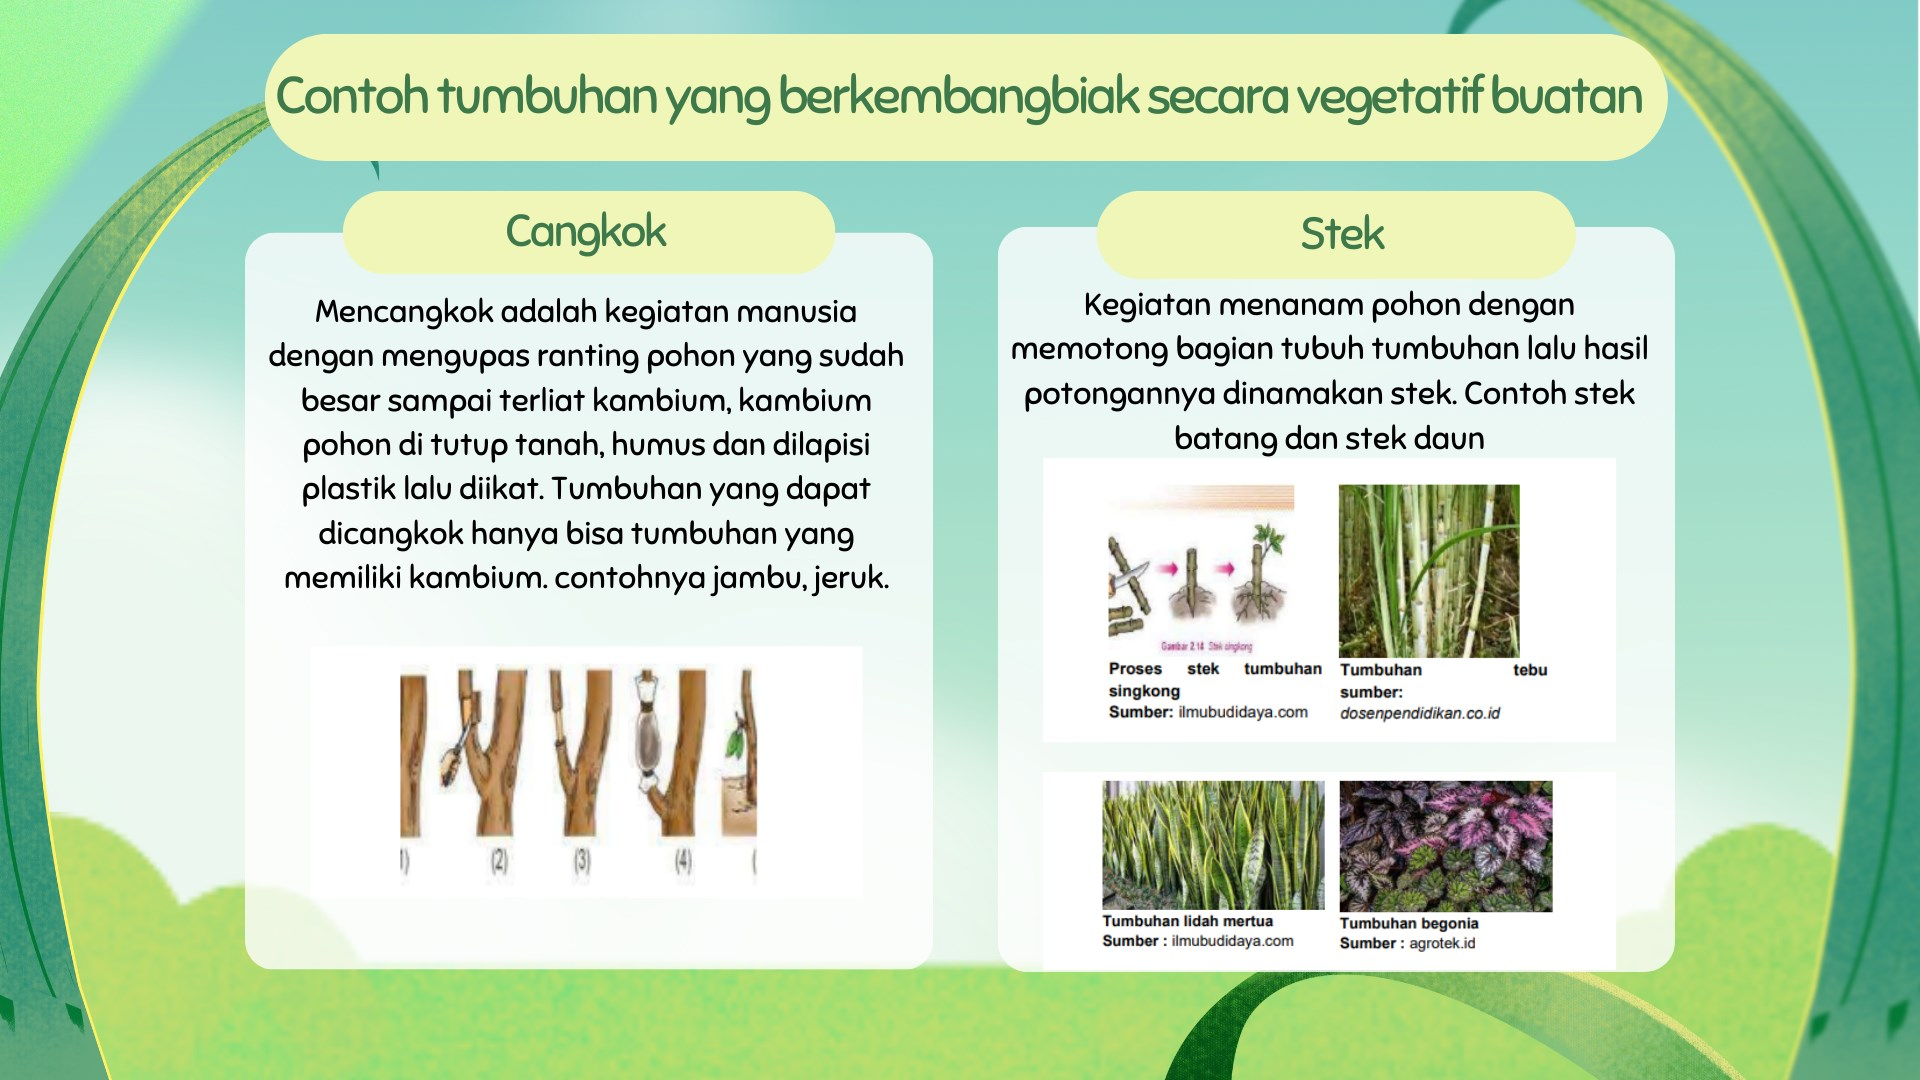 Contoh tumbuhan yang berkembangbiak secara vegetatif buatan
Cangkok
Mencangkok adalah kegiatan manusia
dengan mengupas ranting pohon yang sudah
besar sampai terliat kambium, kambium
pohon di tutup tanah, humus dan dilapisi
plastik lalu diikat. Tumbuhan yang dapat
dicangkok hanya bisa tumbuhan yang
memiliki kambium. contohnya jambu, jeruk.
(2) (3) (4)
Stek
Kegiatan menanam pohon dengan
memotong bagian tubuh tumbuhan lalu hasil
potongannya dinamakan stek. Contoh stek
batang dan stek daun
Gambar 2.14 Stek singkong
Proses stek tumbuhan
singkong
Sumber: ilmubudidaya.com
Tumbuhan tebu
sumber:
dosenpendidikan.co.id
Tumbuhan lidah mertua
Sumber : ilmubudidaya.com
Tumbuhan begonia
Sumber : agrotek.id